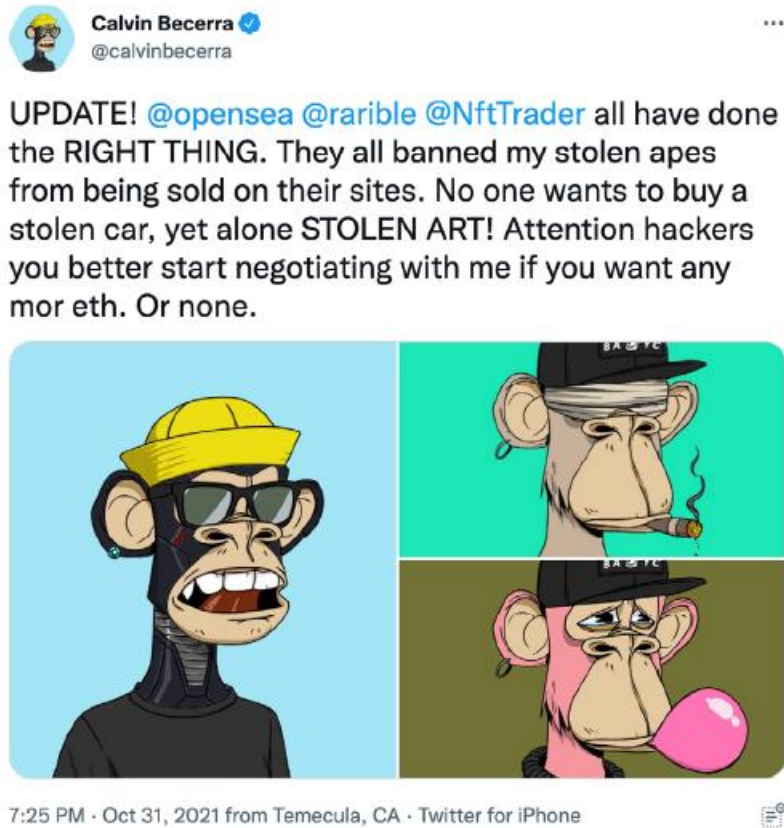 Calvin Becerra
@calvinbecerra
UPDATE! @opensea @rarible @NftTrader all have done
the RIGHT THING. They all banned my stolen apes
from being sold on their sites. No one wants to buy a
stolen car, yet alone STOLEN ART! Attention hackers
you better start negotiating with me if you want any
mor eth. Or none.
BAYC
BAYC
7:25 PM · Oct 31, 2021 from Temecula, CA · Twitter for iPhone